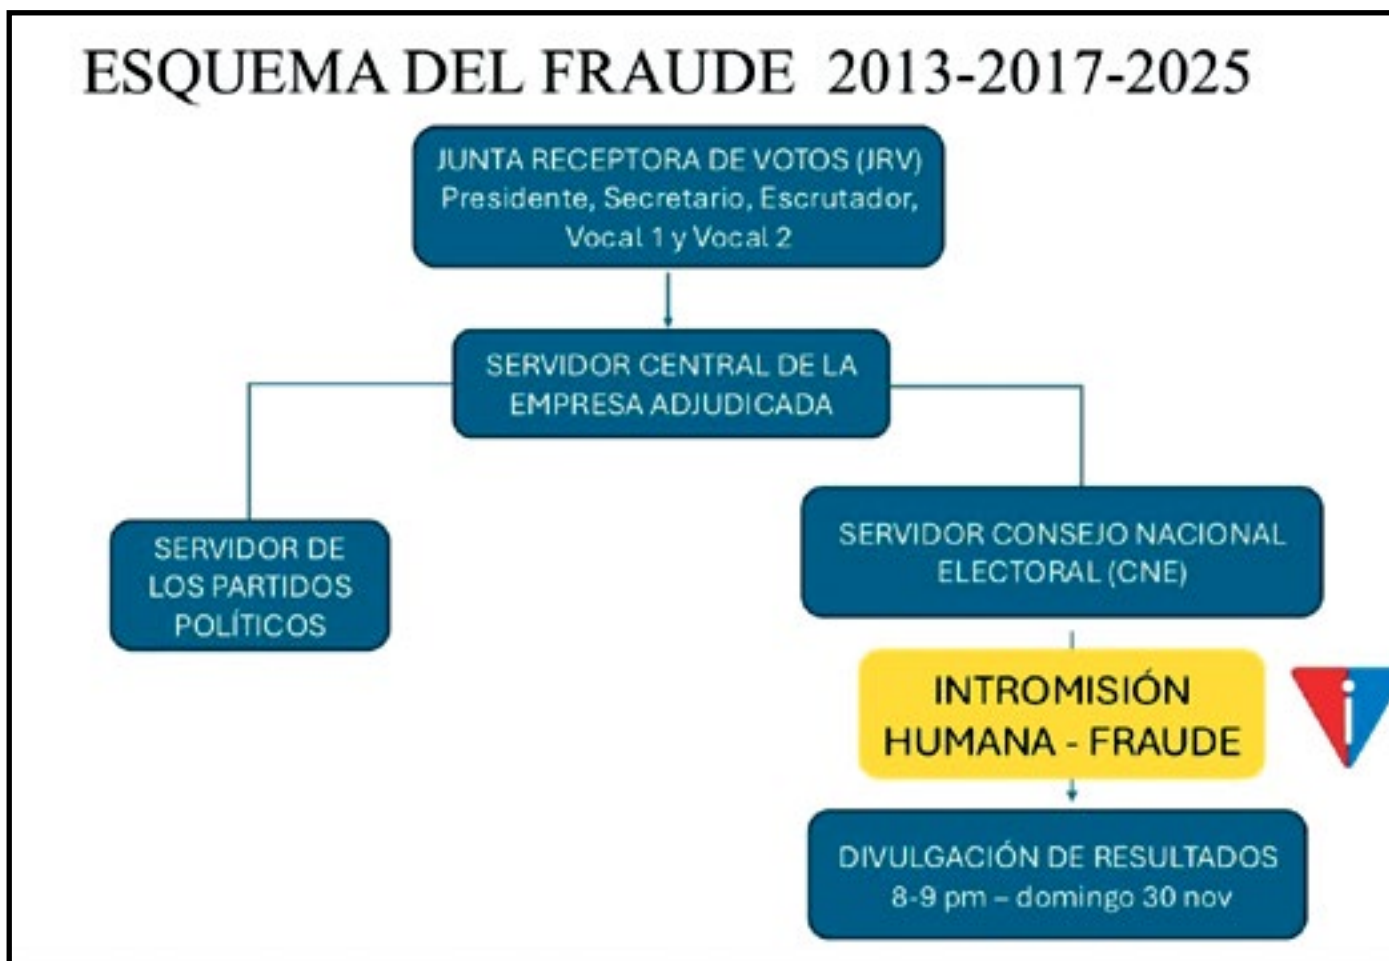 ESQUEMA DEL FRAUDE 2013-2017-2025
JUNTA RECEPTORA DE VOTOS (JRV)
Presidente, Secretario, Escrutador,
Vocal 1 y Vocal 2
SERVIDOR CENTRAL DE LA
EMPRESA ADJUDICADA
SERVIDOR DE
LOS PARTIDOS
POLÍTICOS
SERVIDOR CONSEJO NACIONAL
ELECTORAL (CNE)
INTROMISIÓN
HUMANA - FRAUDE
i
DIVULGACIÓN DE RESULTADOS
8-9 pm – domingo 30 nov